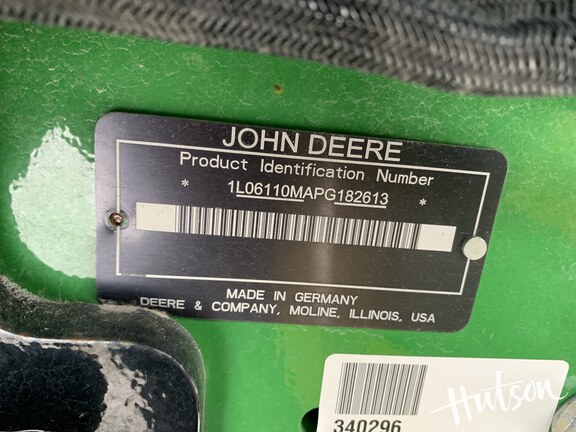 JOHN DEERE
Product Identification Number
* 1L06110MAPG182613 *
MADE IN GERMANY
DEERE & COMPANY, MOLINE, ILLINOIS, USA
340296
Hutson